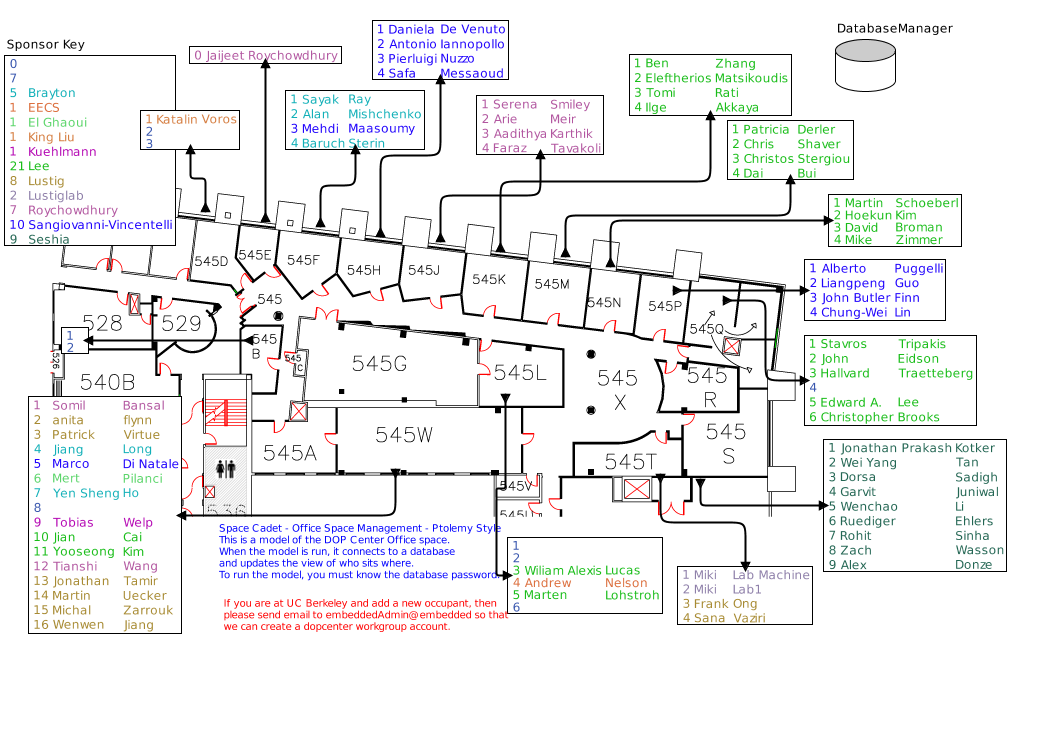 DatabaseManager
Sponsor Key
0
7
5 Brayton
1 EECS
1 El Ghaoui
1 King Liu
1 Kuehlmann
21 Lee
8 Lustig
2 Lustiglab
7 Roychowdhury
10 Sangiovanni-Vincentelli
9 Seshia
1 Katalin Voros
2
3
0 Jaijeet Roychowdhury
1 Sayak Ray
2 Alan Mishchenko
3 Mehdi Maasoumy
4 Baruch Sterin
1 Daniela De Venuto
2 Antonio Iannopollo
3 Pierluigi Nuzzo
4 Safa Messaoud
1 Serena Smiley
2 Arie Meir
3 Aadithya Karthik
4 Faraz Tavakoli
1 Ben Zhang
2 Eleftherios Matsikoudis
3 Tomi Rati
4 Ilge Akkaya
1 Patricia Derler
2 Chris Shaver
3 Christos Stergiou
4 Dai Bui
1 Martin Schoeberl
2 Hoekun Kim
3 David Broman
4 Mike Zimmer
1 Alberto Puggelli
2 Liangpeng Guo
3 John Butler Finn
4 Chung-Wei Lin
1 Stavros Tripakis
2 John Eidson
3 Hallvard Traetteberg
4
5 Edward A. Lee
6 Christopher Brooks
1 Jonathan Prakash Kotker
2 Wei Yang Tan
3 Dorsa Sadigh
4 Garvit Juniwal
5 Wenchao Li
6 Ruediger Ehlers
7 Rohit Sinha
8 Zach Wasson
9 Alex Donze
545D
545E
545F
545H
545J
545K
545M
545N
545P
545Q
545
528
529
1
2
526
540B
545
B
545
C
545G
545L
545
X
545
R
545
S
545A
545W
545T
545V
545U
536
1 Somil Bansal
2 anita flynn
3 Patrick Virtue
4 Jiang Long
5 Marco Di Natale
6 Mert Pilanci
7 Yen Sheng Ho
8
9 Tobias Welp
10 Jian Cai
11 Yooseong Kim
12 Tianshi Wang
13 Jonathan Tamir
14 Martin Uecker
15 Michal Zarrouk
16 Wenwen Jiang
Space Cadet - Office Space Management - Ptolemy Style
This is a model of the DOP Center Office space.
When the model is run, it connects to a database
and updates the view of who sits where.
To run the model, you must know the database password.
If you are at UC Berkeley and add a new occupant, then
please send email to embeddedAdmin@embedded so that
we can create a dopcenter workgroup account.
1
2
3 Wiliam Alexis Lucas
4 Andrew Nelson
5 Marten Lohstroh
6
1 Miki Lab Machine
2 Miki Lab1
3 Frank Ong
4 Sana Vaziri